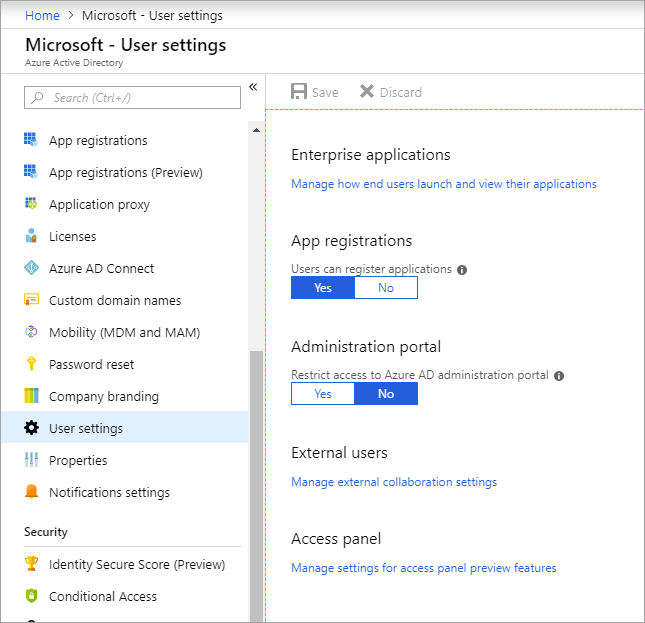 Home > Microsoft - User settings
Microsoft - User settings
Azure Active Directory
Search (Ctrl+/)
«
Save
Discard
App registrations
App registrations (Preview)
Application proxy
Licenses
Azure AD Connect
Custom domain names
Mobility (MDM and MAM)
Password reset
Company branding
User settings
Properties
Notifications settings
Security
Identity Secure Score (Preview)
Conditional Access
Enterprise applications
Manage how end users launch and view their applications
App registrations
Users can register applications
Yes No
Administration portal
Restrict access to Azure AD administration portal
Yes No
External users
Manage external collaboration settings
Access panel
Manage settings for access panel preview features